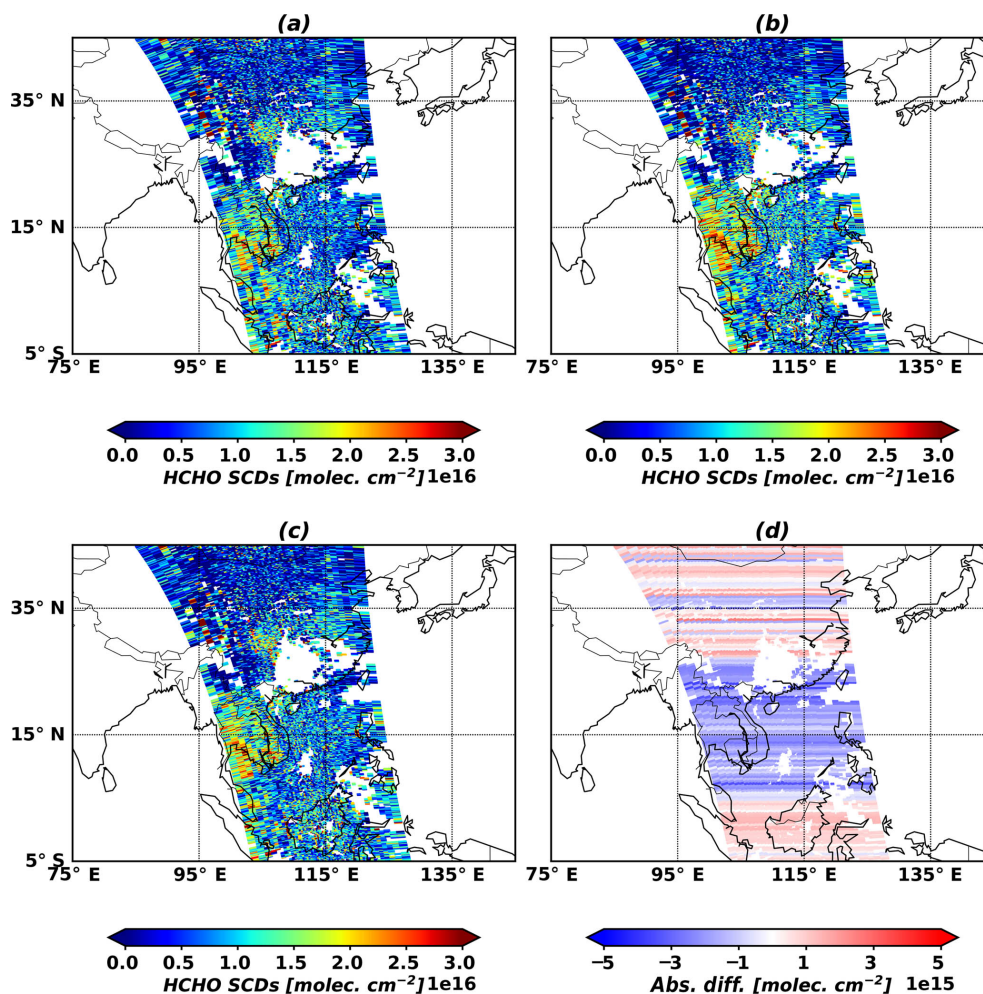 (a)
(b)
35° N
15° N
5° S
75° E 95° E 115° E 135° E
95° E 115° E 135° E
0.0 0.5 1.0 1.5 2.0 2.5 3.0
HCHO SCDs [molec. cm⁻²] 1e16
0.0 0.5 1.0 1.5 2.0 2.5 3.0
HCHO SCDs [molec. cm⁻²] 1e16
(c)
(d)
35° N
15° N
5° S
75° E 95° E 115° E 135° E
95° E 115° E 135° E
0.0 0.5 1.0 1.5 2.0 2.5 3.0
HCHO SCDs [molec. cm⁻²] 1e16
−5 −3 −1 1 3 5
Abs. diff. [molec. cm⁻²] 1e15